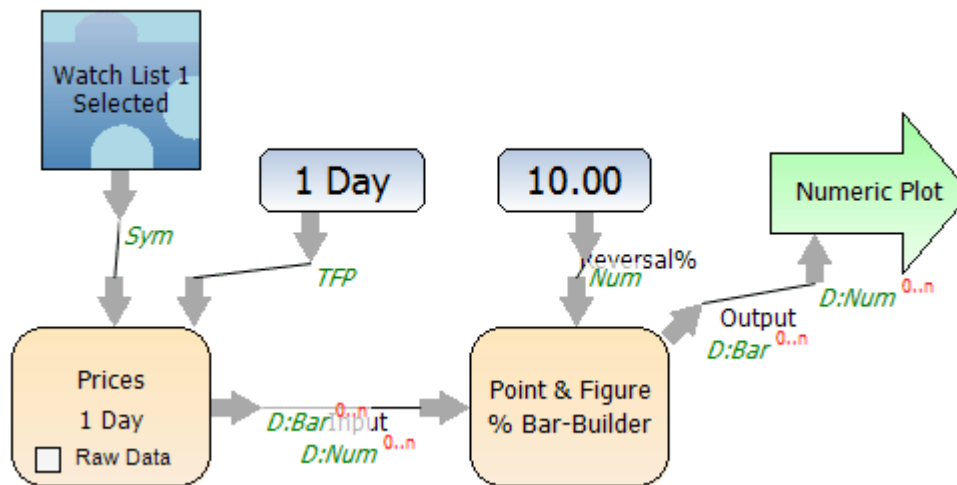 Watch List 1
Selected
1 Day
10.00
Numeric Plot
Sym
TFP
Reversal%
Num
D:Num 0..n
Output
D:Bar 0..n
Prices
1 Day
Raw Data
D:Bar 0..n
Input
D:Num 0..n
Point & Figure
% Bar-Builder